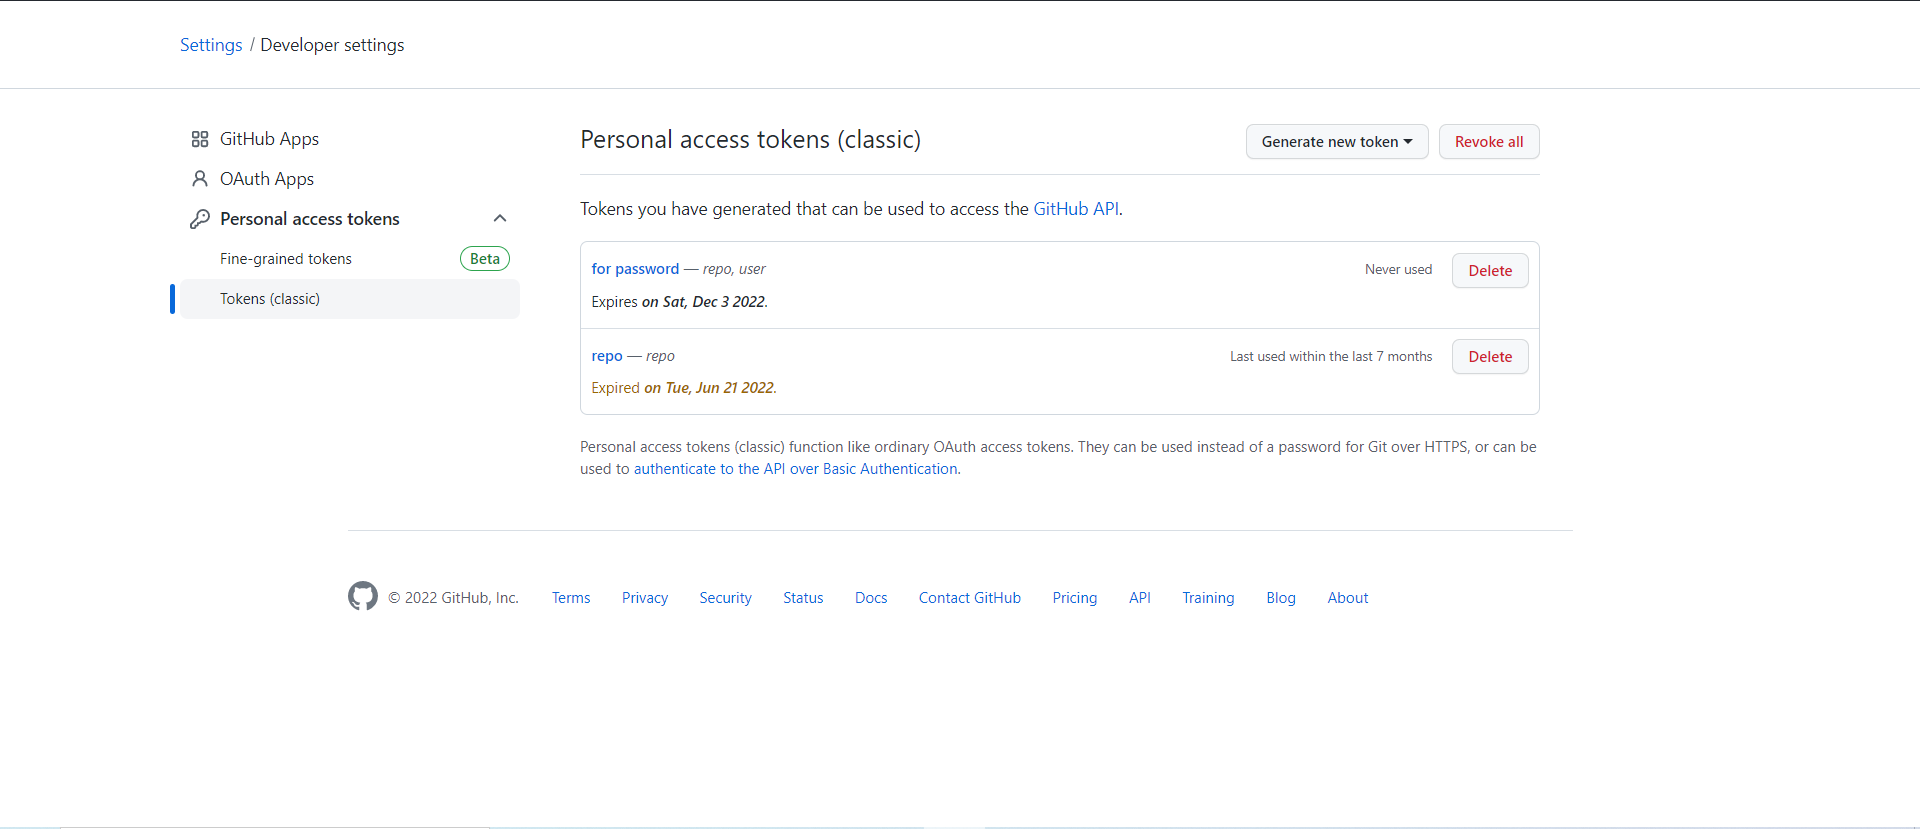 Settings / Developer settings
GitHub Apps
OAuth Apps
Personal access tokens
Fine-grained tokens Beta
Tokens (classic)
Personal access tokens (classic)
Generate new token Revoke all
Tokens you have generated that can be used to access the GitHub API.
for password — repo, user Never used Delete
Expires on Sat, Dec 3 2022.
repo — repo Last used within the last 7 months Delete
Expired on Tue, Jun 21 2022.
Personal access tokens (classic) function like ordinary OAuth access tokens. They can be used instead of a password for Git over HTTPS, or can be
used to authenticate to the API over Basic Authentication.
© 2022 GitHub, Inc. Terms Privacy Security Status Docs Contact GitHub Pricing API Training Blog About